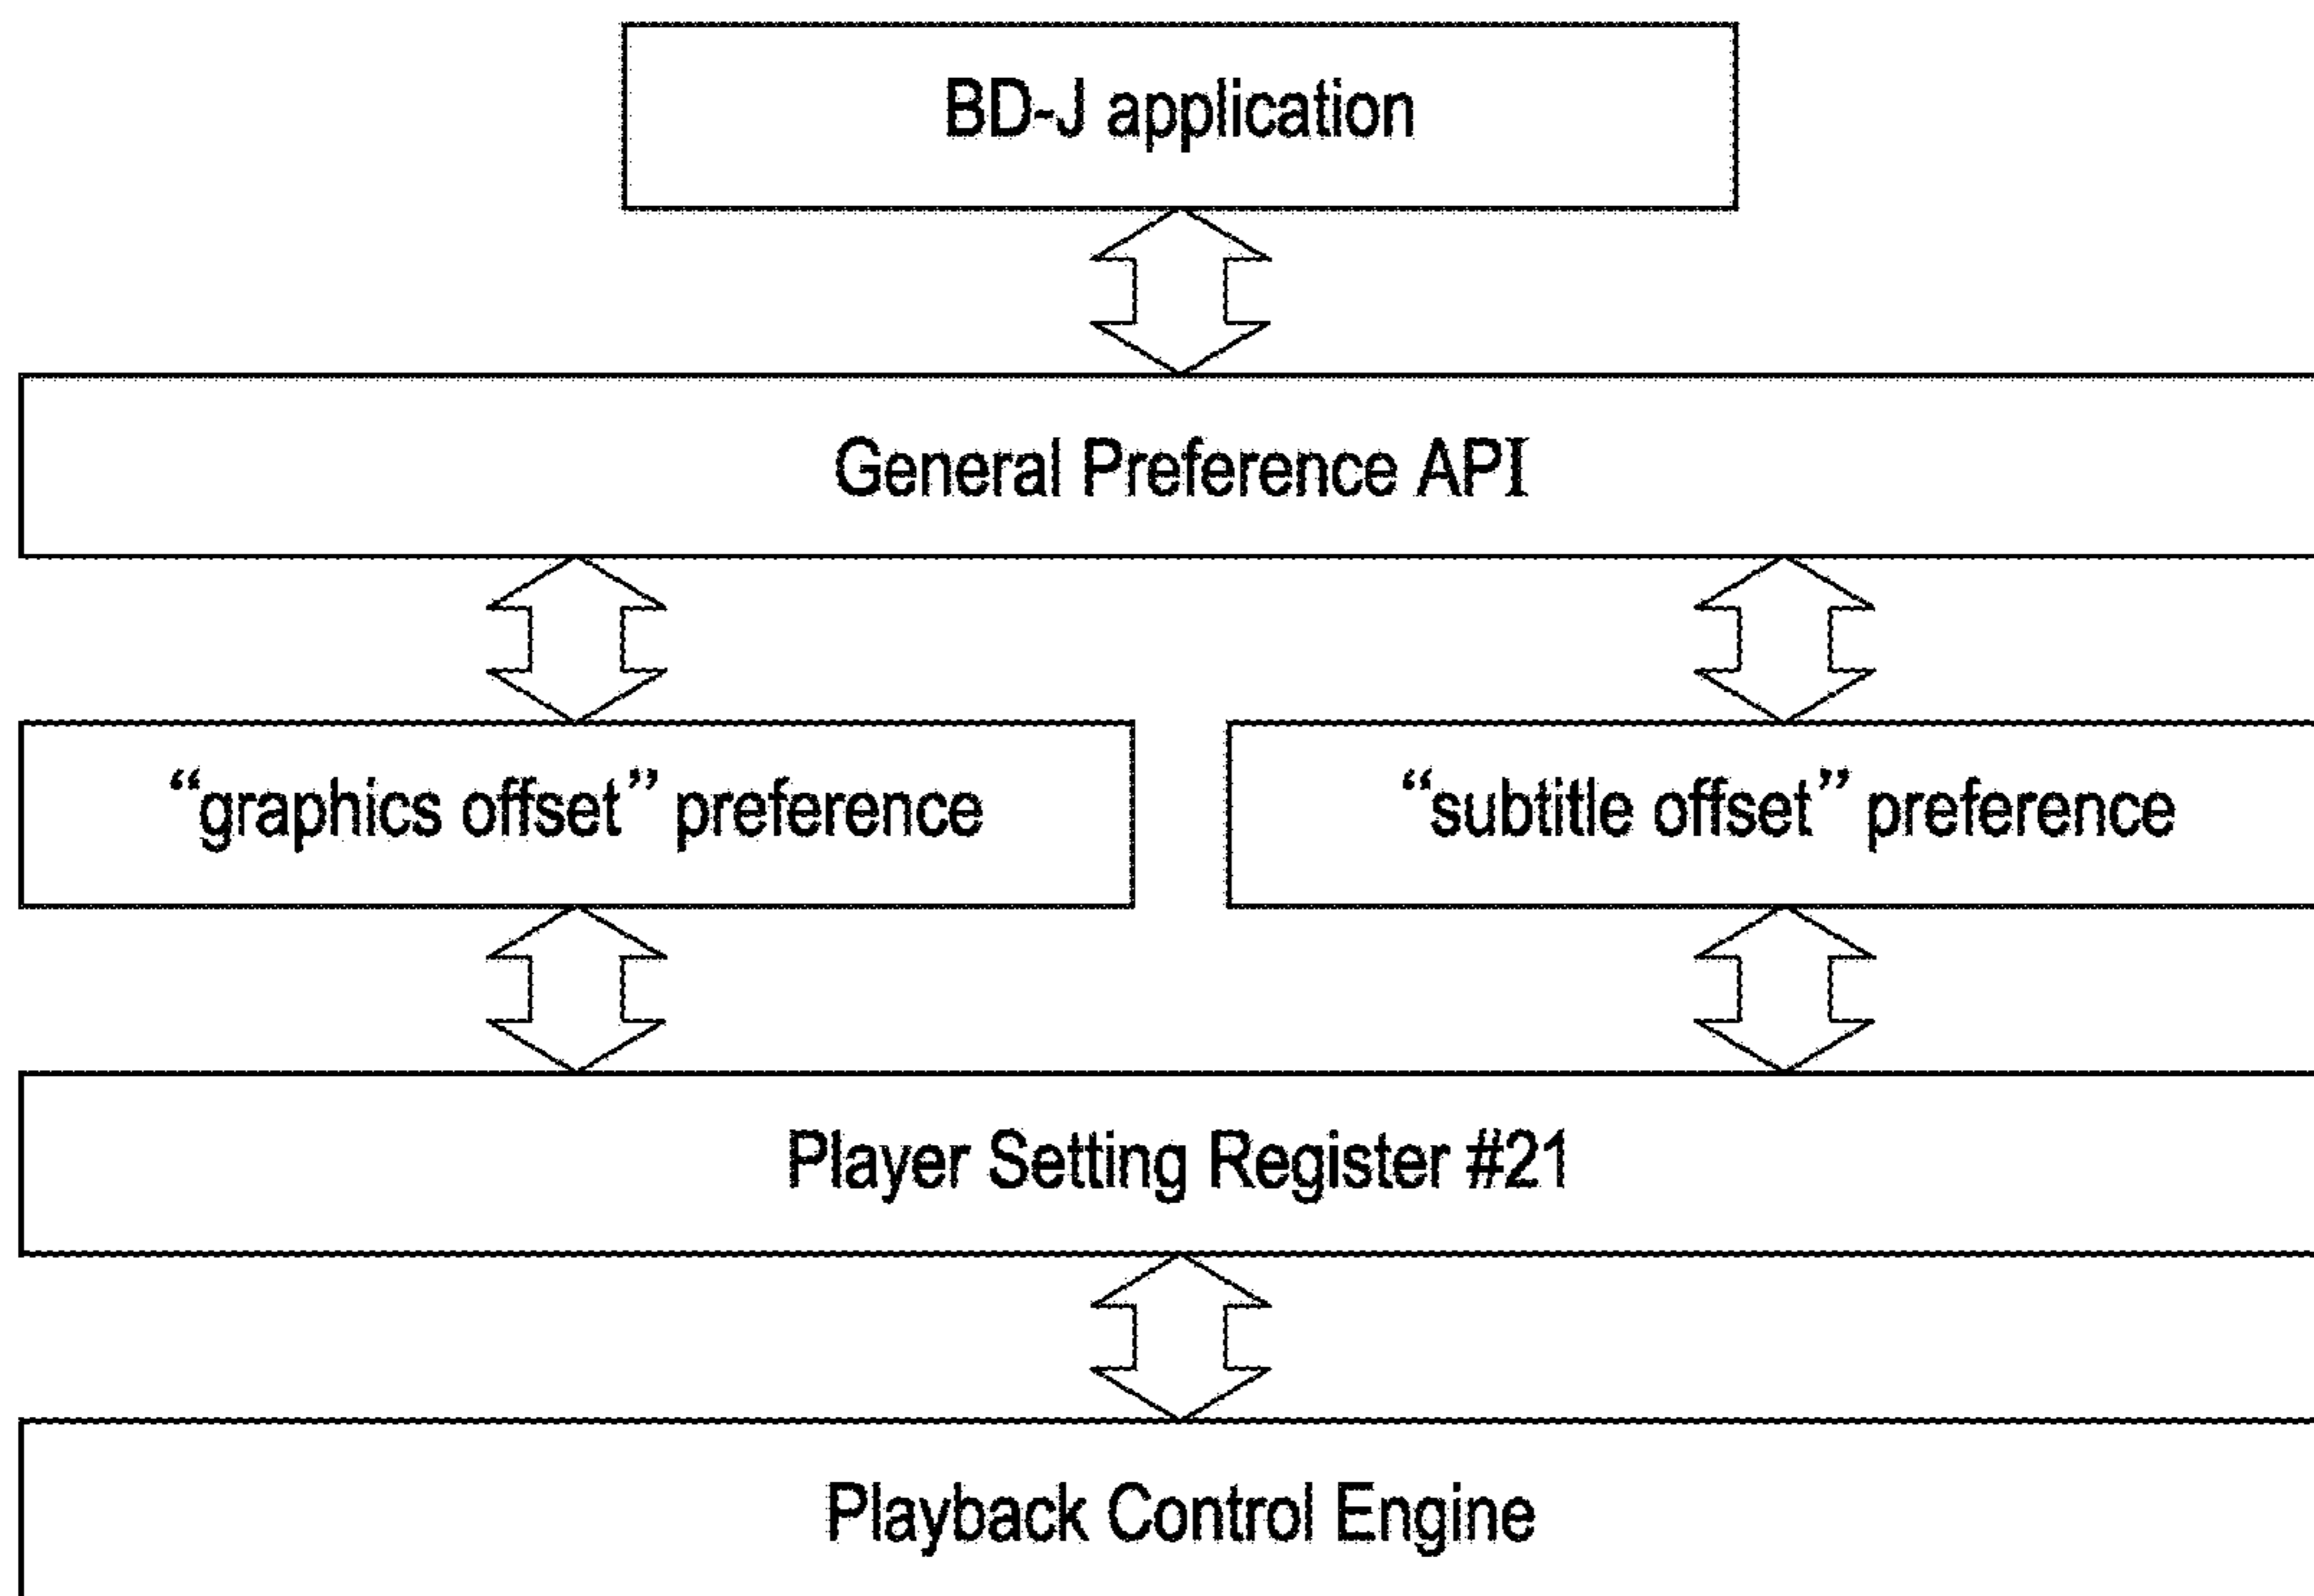 BD-J application
General Preference API
“graphics offset” preference
“subtitle offset” preference
Player Setting Register #21
Playback Control Engine